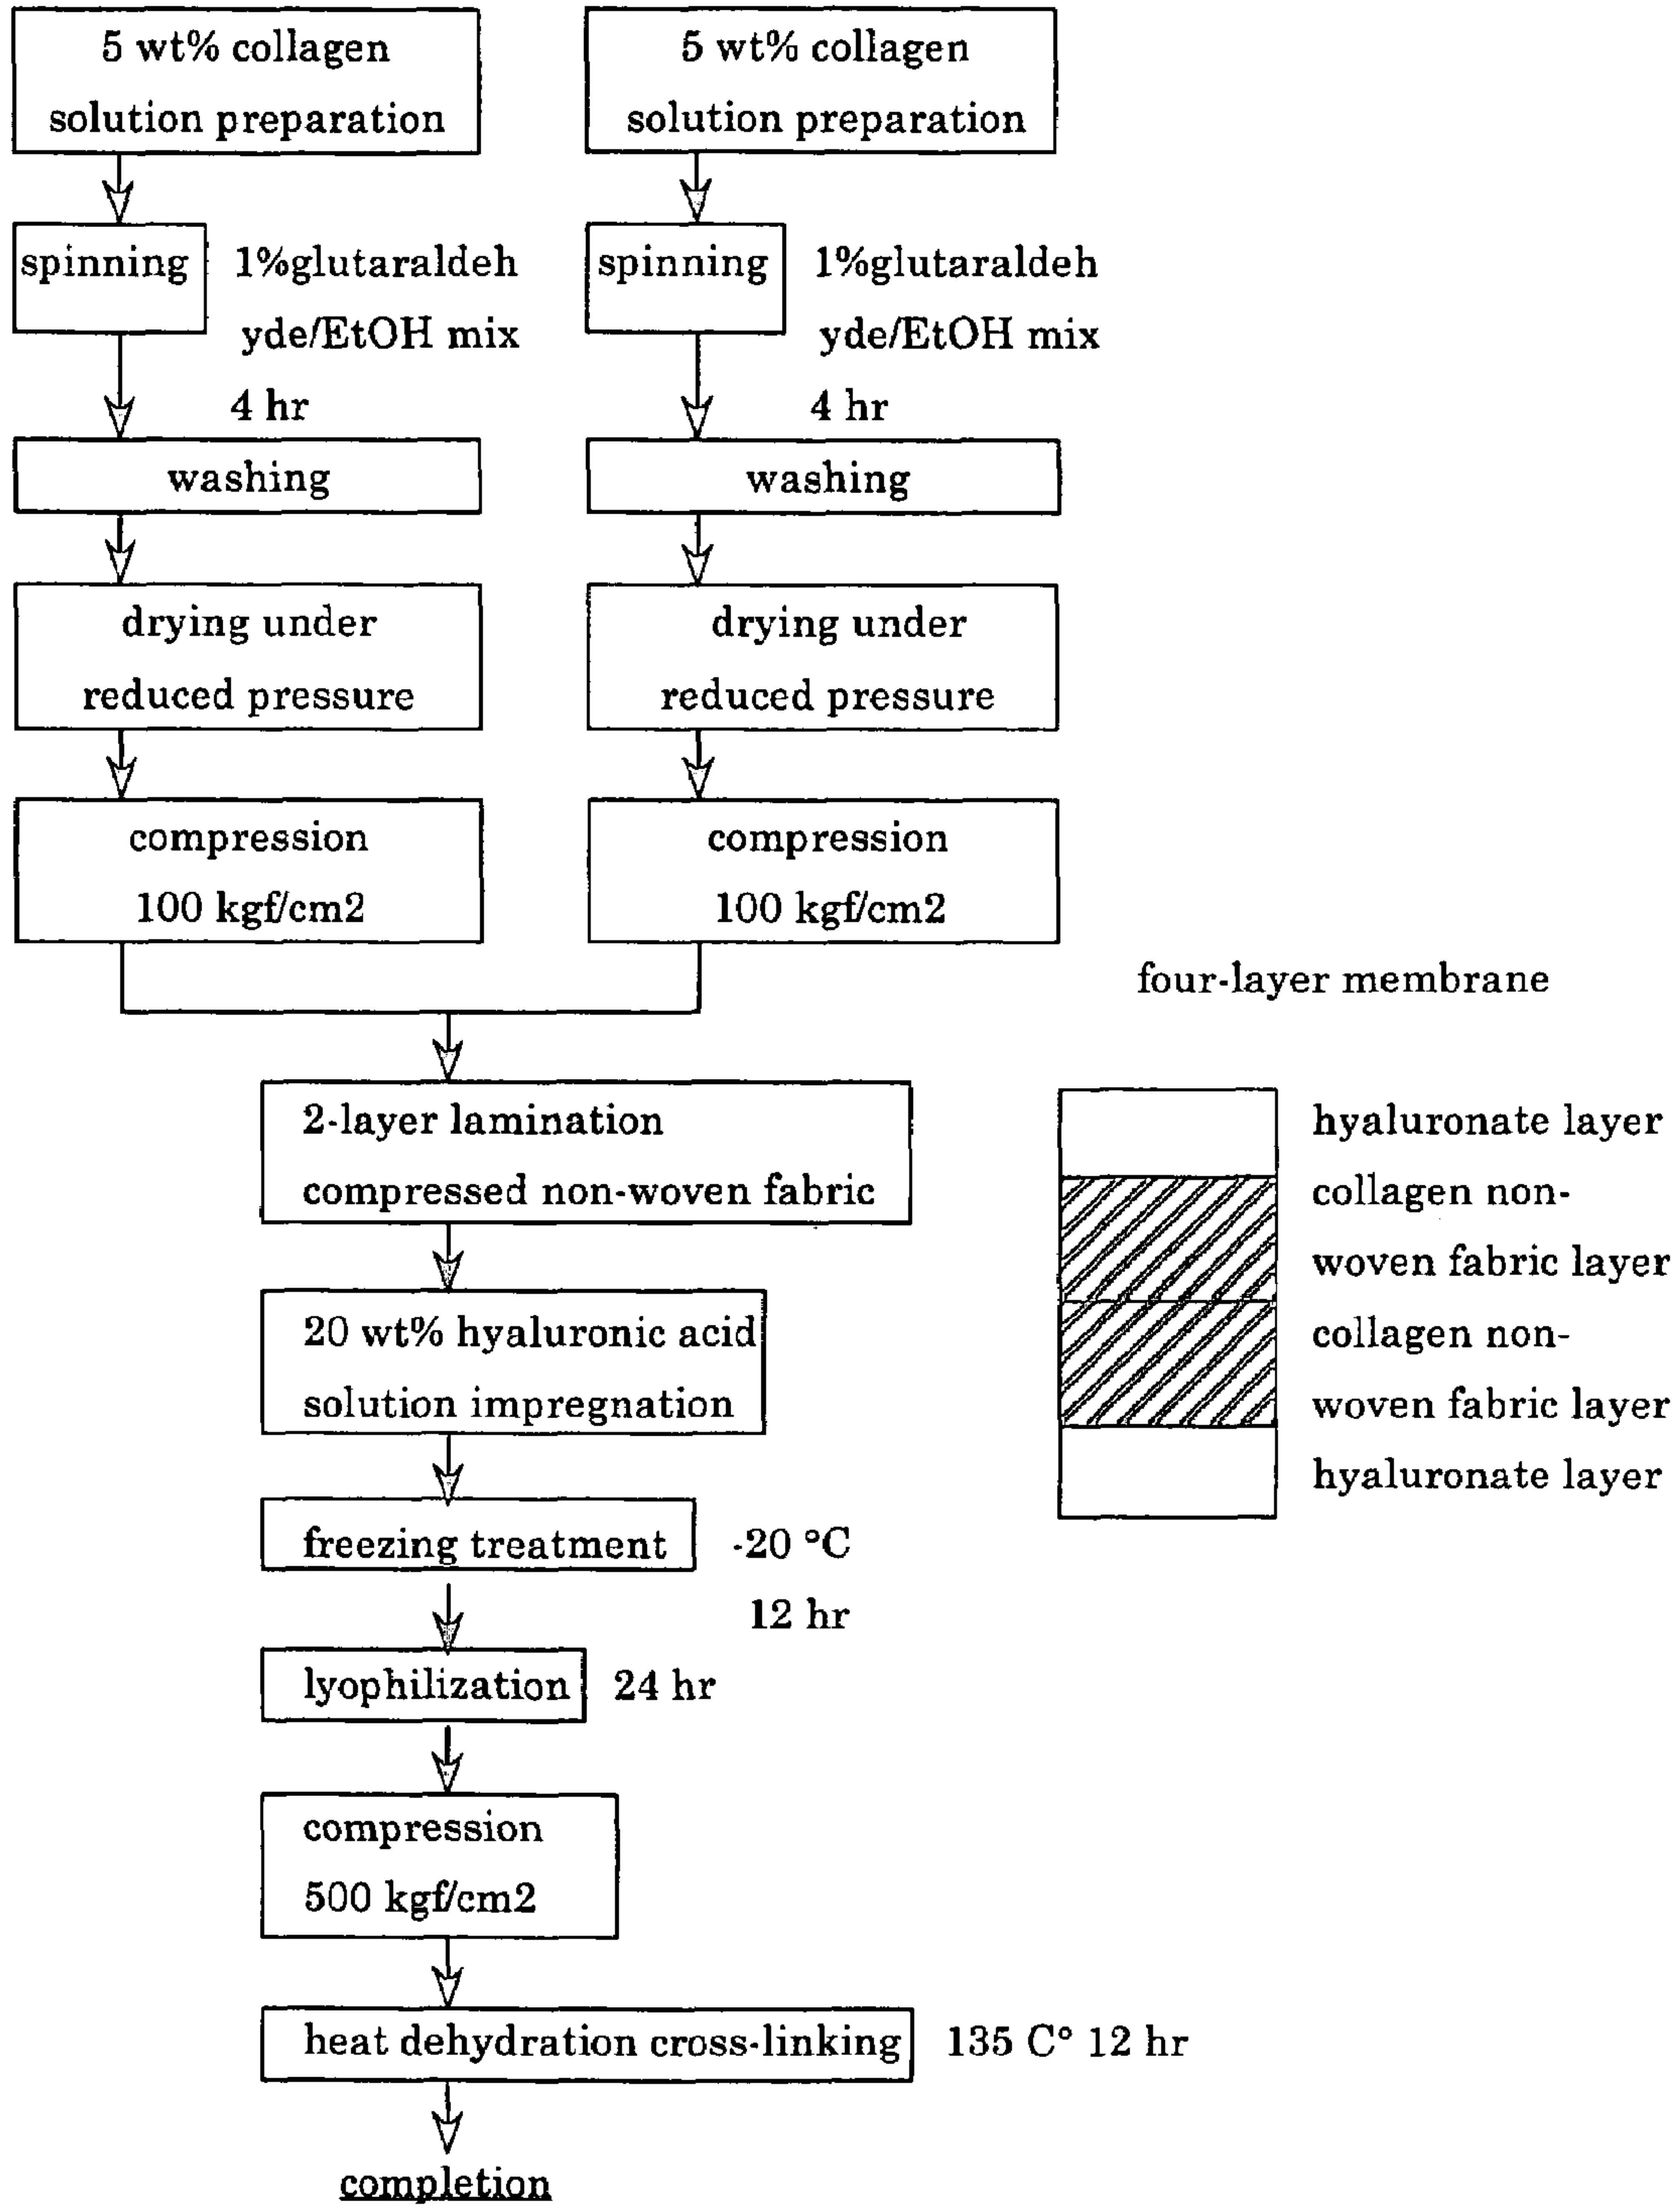 5 wt% collagen
solution preparation
5 wt% collagen
solution preparation
spinning
1%glutaraldeh
yde/EtOH mix
4 hr
spinning
1%glutaraldeh
yde/EtOH mix
4 hr
washing
washing
drying under
reduced pressure
drying under
reduced pressure
compression
100 kgf/cm2
compression
100 kgf/cm2
2-layer lamination
compressed non-woven fabric
20 wt% hyaluronic acid
solution impregnation
freezing treatment
-20 °C
12 hr
lyophilization
24 hr
compression
500 kgf/cm2
heat dehydration cross-linking
135 C° 12 hr
completion
four-layer membrane
hyaluronate layer
collagen non-
woven fabric layer
collagen non-
woven fabric layer
hyaluronate layer